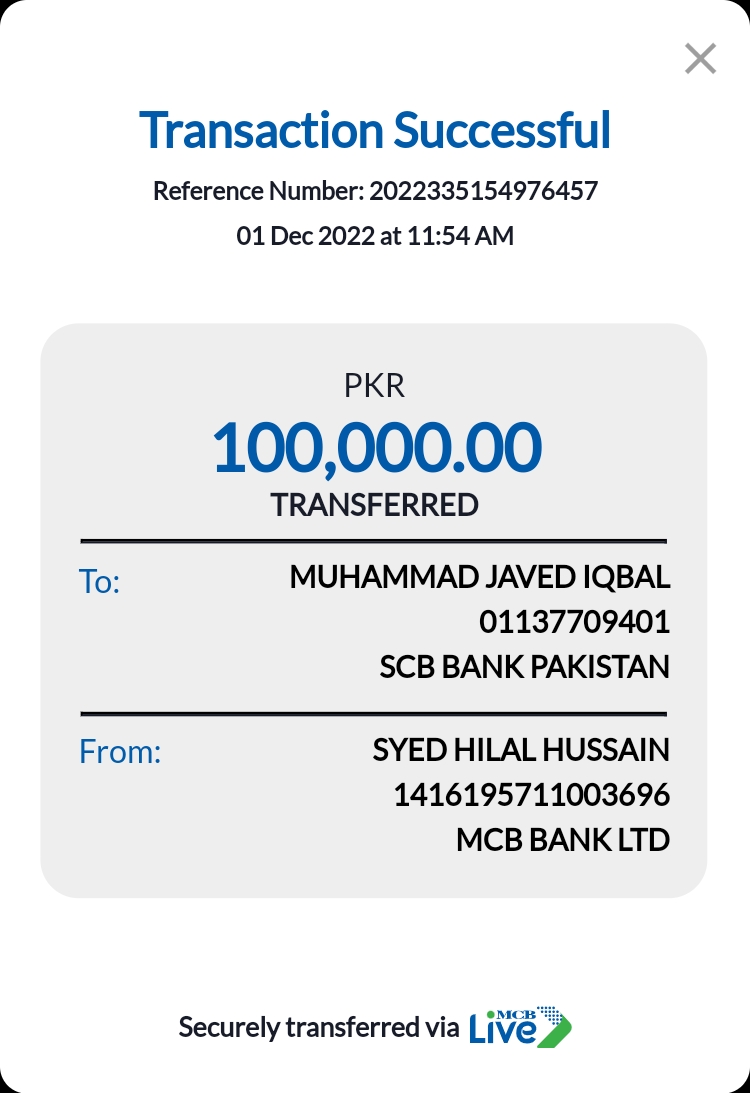 Transaction Successful
Reference Number: 2022335154976457
01 Dec 2022 at 11:54 AM
PKR
100,000.00
TRANSFERRED
To:
MUHAMMAD JAVED IQBAL
01137709401
SCB BANK PAKISTAN
From:
SYED HILAL HUSSAIN
1416195711003696
MCB BANK LTD
Securely transferred via MCB Live